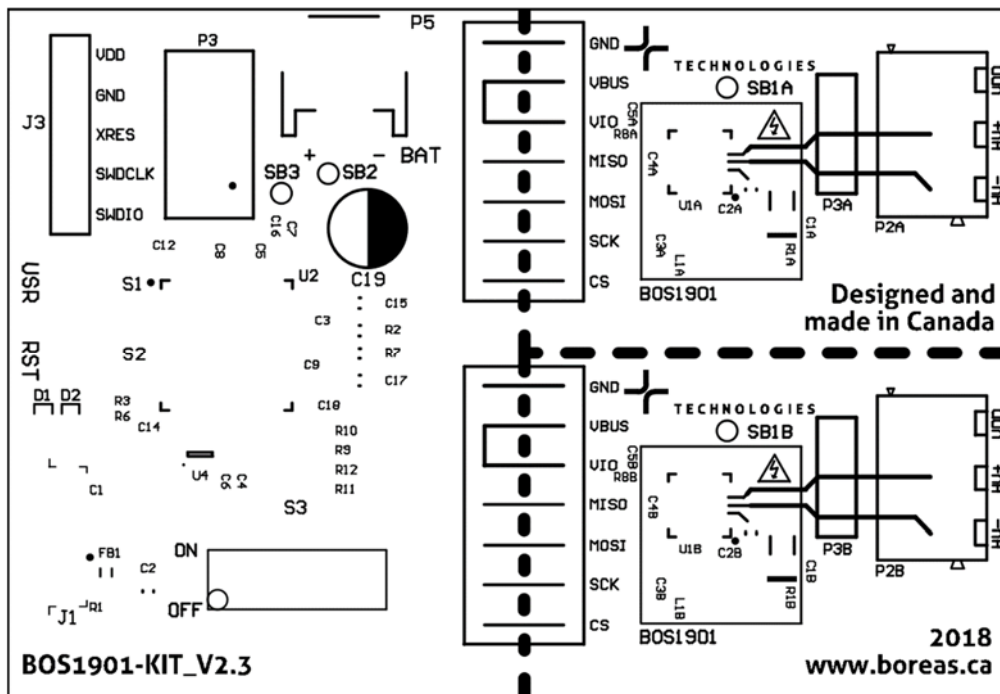 P5
P3
J3
VDD
GND
XRES
SWDCLK
SWDIO
+ - BAT
SB3
SB2
C16
C7
C12
C8
C5
C19
USR
RST
S1
S2
U2
C3
C15
R2
R7
C9
C17
C18
D1 D2
R3
R6
C14
R10
R9
R12
R11
U4
C6
C4
S3
C1
FB1
C2
R1
J1
ON
OFF
BOS1901-KIT_V2.3
GND
VBUS
VIO
MISO
MOSI
SCK
CS
TECHNOLOGIES
SB1A
C5A
RBA
C4A
U1A
C2A
C3A
L1A
R1A
C1A
BOS1901
P3A
P2A
Designed and
made in Canada
GND
VBUS
VIO
MISO
MOSI
SCK
CS
TECHNOLOGIES
SB1B
C5B
RBB
C4B
U1B
C2B
C3B
L1B
R1B
C1B
BOS1901
P3B
P2B
2018
www.boreas.ca